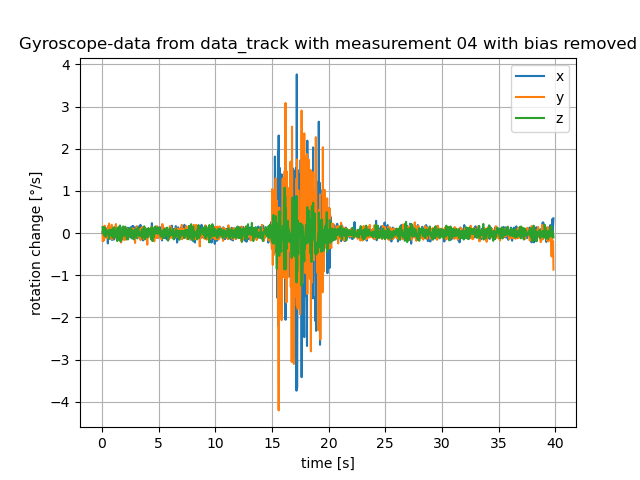 Gyroscope-data from data_track with measurement 04 with bias removed
x
y
z
rotation change [°/s]
4
3
2
1
0
−1
−2
−3
−4
0 5 10 15 20 25 30 35 40
time [s]